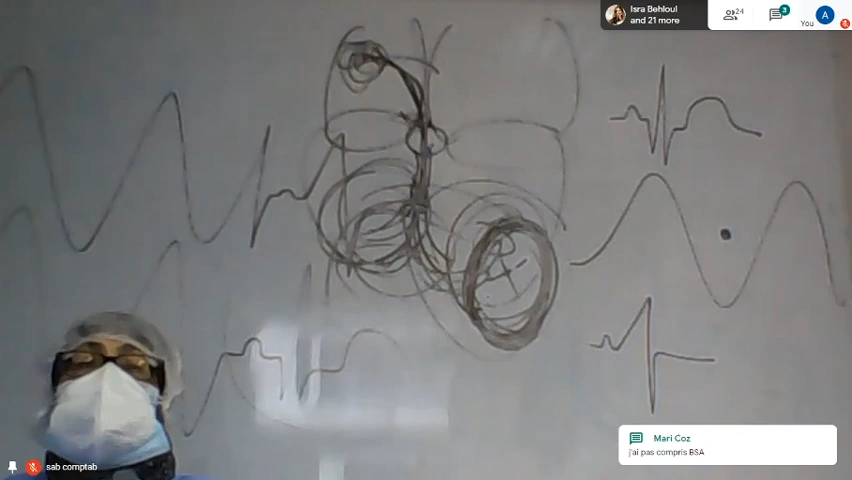 Isra Behloul
and 21 more
24
3
You
A
Mari Coz
j'ai pas compris BSA
sab comptab